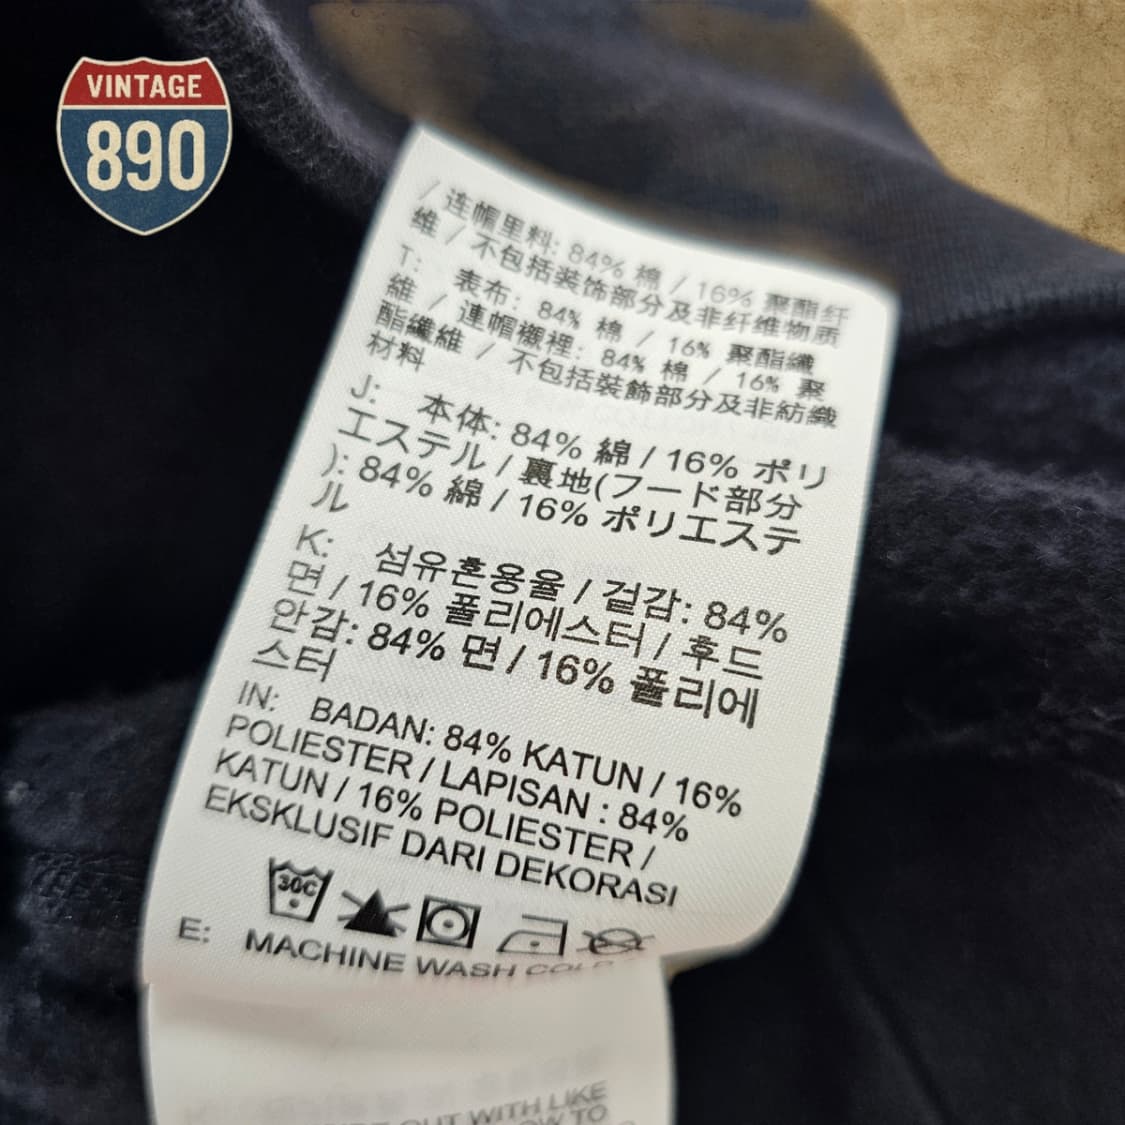 VINTAGE
890
/ 连帽里料: 84% 棉 / 16% 聚酯纤
维 / 不包括装饰部分及非纤维物质
T: 表布: 84% 棉 / 16% 聚酯纖
維 / 連帽襯裡: 84% 棉 / 16% 聚
酯纖維 / 不包括裝飾部分及非紡織
材料
J: 本体: 84% 綿 / 16% ポリ
エステル / 裏地(フード部分
): 84% 綿 / 16% ポリエステ
ル
K: 섬유혼용율 / 겉감: 84%
면 / 16% 폴리에스터 / 후드
안감: 84% 면 / 16% 폴리에
스터
IN: BADAN: 84% KATUN / 16%
POLIESTER / LAPISAN : 84%
KATUN / 16% POLIESTER /
EKSKLUSIF DARI DEKORASI
30C
E: MACHINE WASH COLD
OUT WITH LIKE
TO